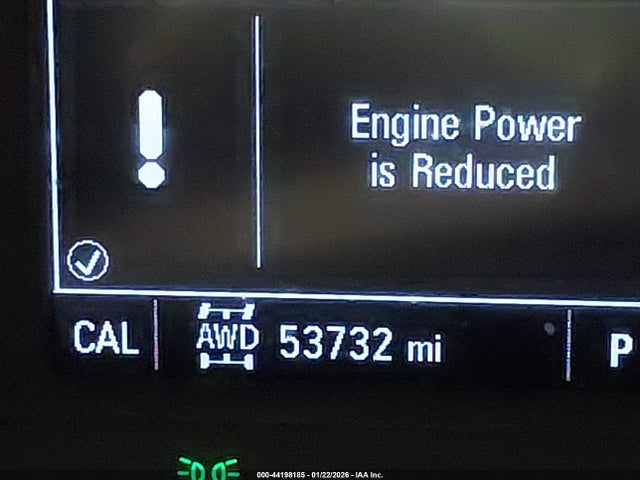 Engine Power
is Reduced
CAL
AWD
53732 mi
P
000-44198185 - 01/22/2026 - IAA Inc.